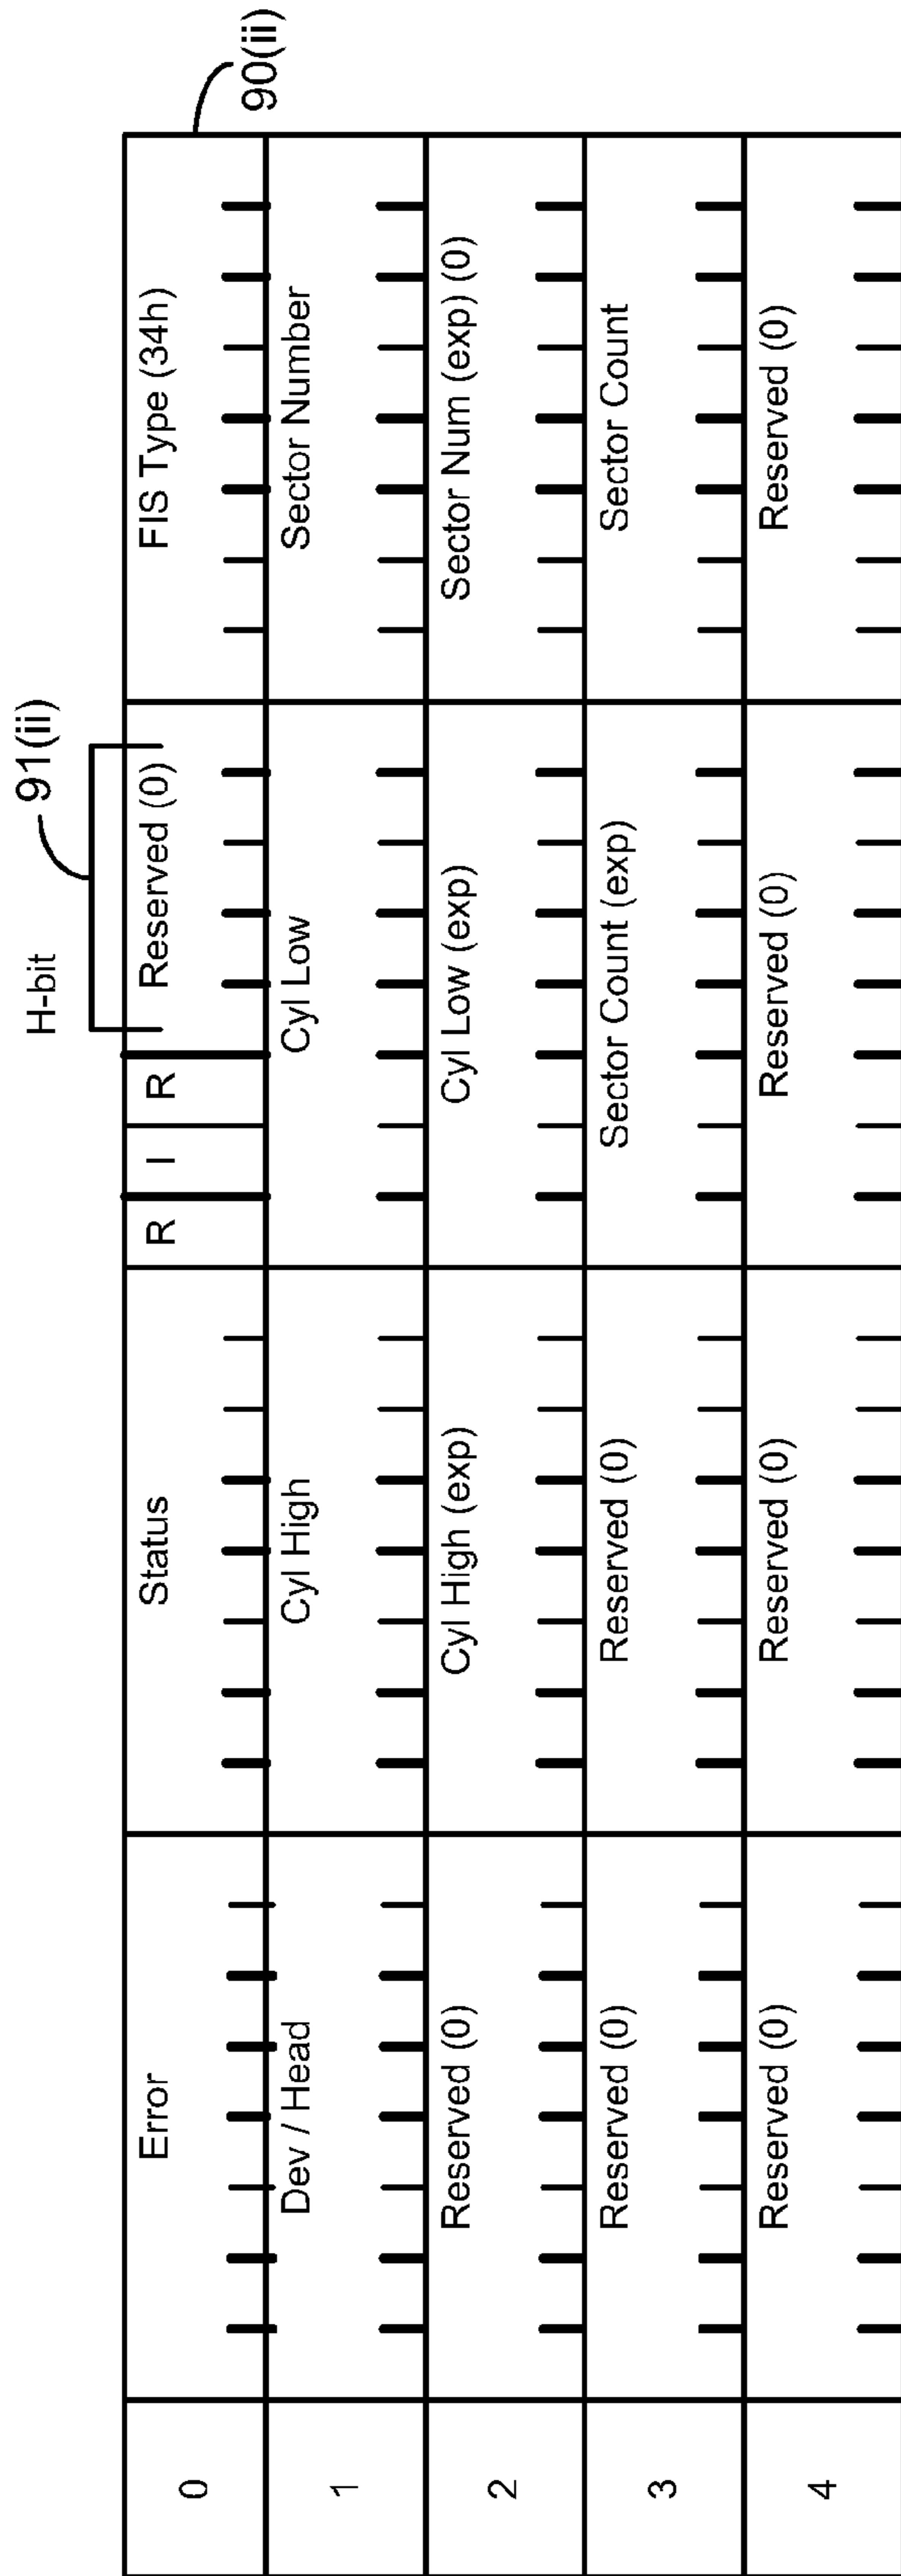 H-bit 91(ii)
90(ii)
0 Error Status R I R Reserved (0) FIS Type (34h)
1 Dev / Head Cyl High Cyl Low Sector Number
2 Reserved (0) Cyl High (exp) Cyl Low (exp) Sector Num (exp) (0)
3 Reserved (0) Reserved (0) Sector Count (exp) Sector Count
4 Reserved (0) Reserved (0) Reserved (0) Reserved (0)